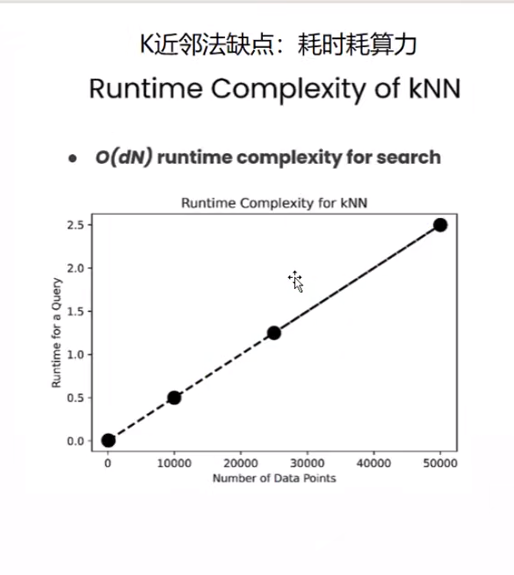 K近邻法缺点：耗时耗算力
Runtime Complexity of kNN
● O(dN) runtime complexity for search
Runtime Complexity for kNN
2.5
2.0
1.5
1.0
0.5
0.0
Runtime for a Query
0 10000 20000 30000 40000 50000
Number of Data Points